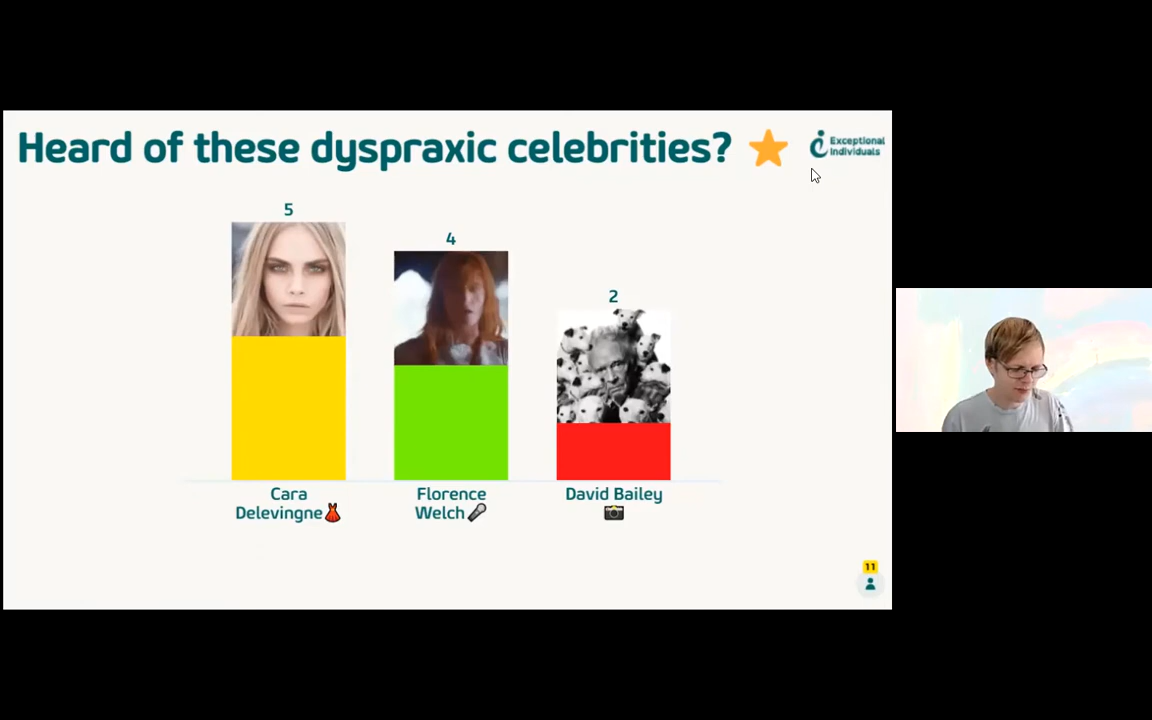 Heard of these dyspraxic celebrities?
Exceptional
Individuals
5
4
2
Cara
Delevingne
Florence
Welch
David Bailey
11